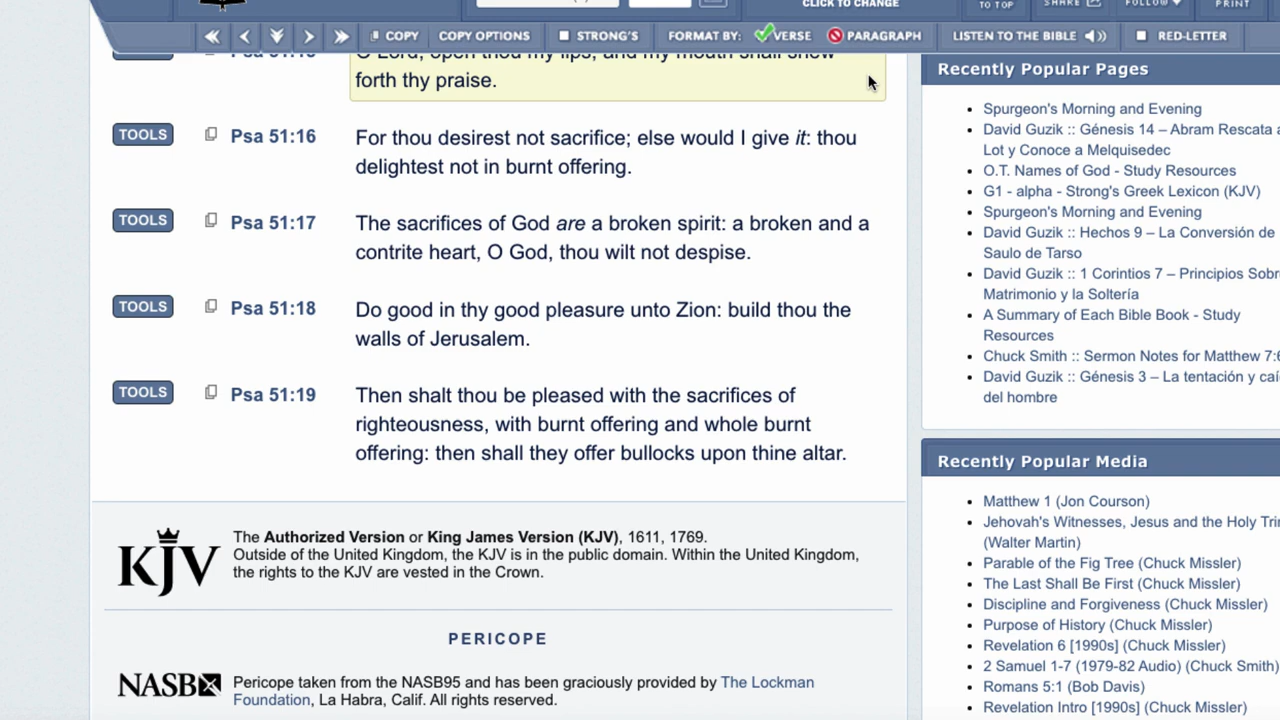 CLICK TO CHANGE
TO TOP
SHARE
FOLLOW
PRINT
COPY
COPY OPTIONS
STRONG'S
FORMAT BY:
VERSE
PARAGRAPH
LISTEN TO THE BIBLE
RED-LETTER
O Lord, open thou my lips; and my mouth shall shew
forth thy praise.
TOOLS Psa 51:16 For thou desirest not sacrifice; else would I give it: thou
delightest not in burnt offering.
TOOLS Psa 51:17 The sacrifices of God are a broken spirit: a broken and a
contrite heart, O God, thou wilt not despise.
TOOLS Psa 51:18 Do good in thy good pleasure unto Zion: build thou the
walls of Jerusalem.
TOOLS Psa 51:19 Then shalt thou be pleased with the sacrifices of
righteousness, with burnt offering and whole burnt
offering: then shall they offer bullocks upon thine altar.
KJV
The Authorized Version or King James Version (KJV), 1611, 1769.
Outside of the United Kingdom, the KJV is in the public domain. Within the United Kingdom,
the rights to the KJV are vested in the Crown.
PERICOPE
NASB
Pericope taken from the NASB95 and has been graciously provided by The Lockman
Foundation, La Habra, Calif. All rights reserved.
Recently Popular Pages
Spurgeon's Morning and Evening
David Guzik :: Génesis 14 – Abram Rescata a
Lot y Conoce a Melquisedec
O.T. Names of God - Study Resources
G1 - alpha - Strong's Greek Lexicon (KJV)
Spurgeon's Morning and Evening
David Guzik :: Hechos 9 – La Conversión de
Saulo de Tarso
David Guzik :: 1 Corintios 7 – Principios Sobr
Matrimonio y la Soltería
A Summary of Each Bible Book - Study
Resources
Chuck Smith :: Sermon Notes for Matthew 7:6
David Guzik :: Génesis 3 – La tentación y caí
del hombre
Recently Popular Media
Matthew 1 (Jon Courson)
Jehovah's Witnesses, Jesus and the Holy Tri
(Walter Martin)
Parable of the Fig Tree (Chuck Missler)
The Last Shall Be First (Chuck Missler)
Discipline and Forgiveness (Chuck Missler)
Purpose of History (Chuck Missler)
Revelation 6 [1990s] (Chuck Missler)
2 Samuel 1-7 (1979-82 Audio) (Chuck Smith)
Romans 5:1 (Bob Davis)
Revelation Intro [1990s] (Chuck Missler)